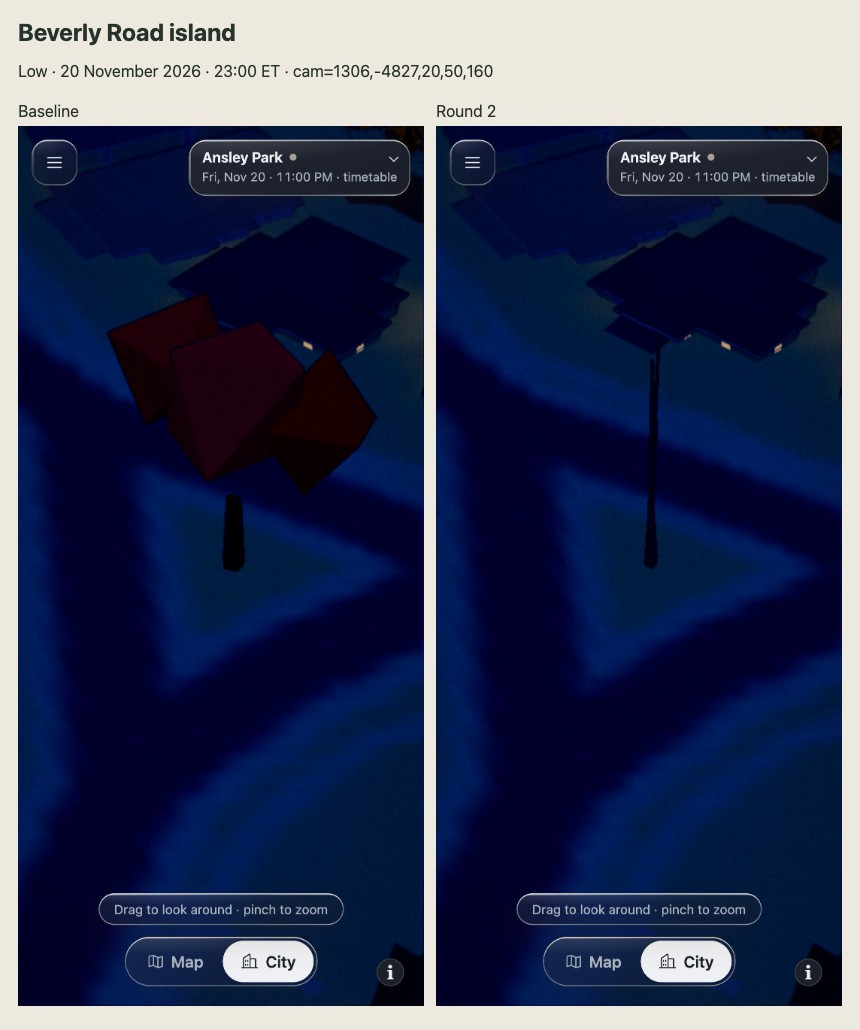 Beverly Road island
Low · 20 November 2026 · 23:00 ET · cam=1306,-4827,20,50,160
Baseline
Ansley Park
Fri, Nov 20 · 11:00 PM · timetable
Drag to look around · pinch to zoom
Map
City
i
Round 2
Ansley Park
Fri, Nov 20 · 11:00 PM · timetable
Drag to look around · pinch to zoom
Map
City
i